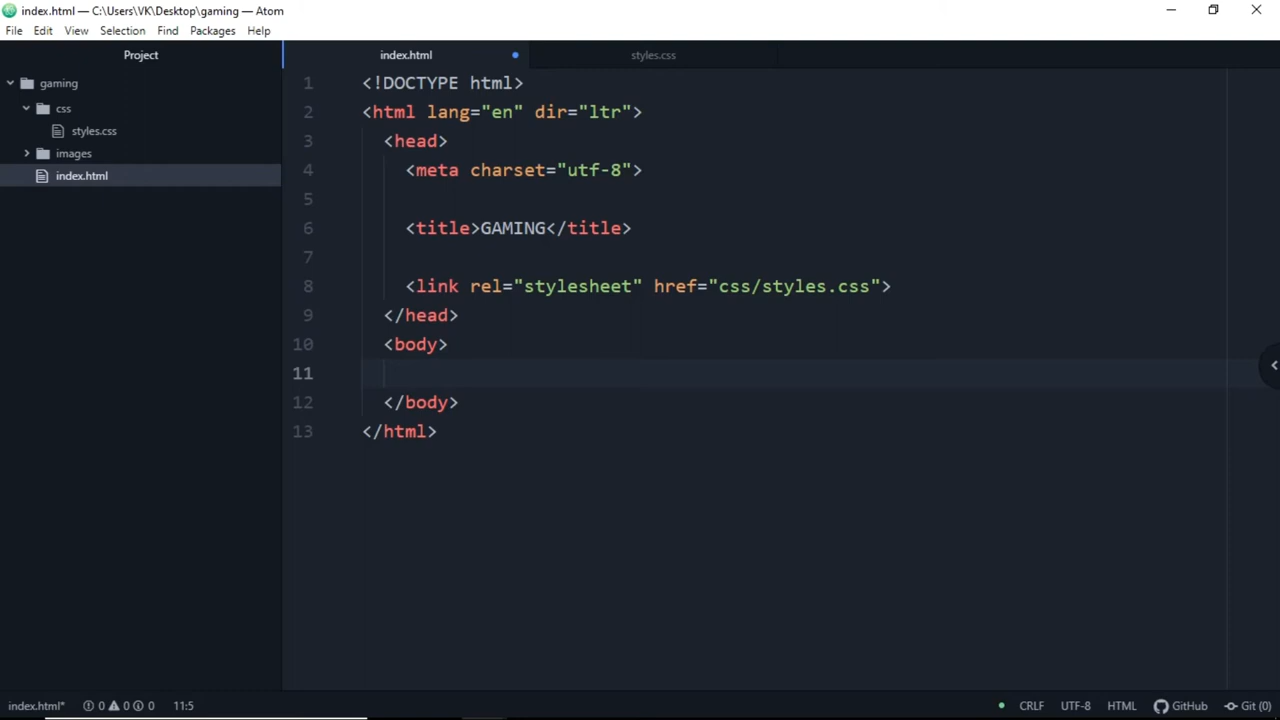 index.html — C:\Users\VK\Desktop\gaming — Atom
File Edit View Selection Find Packages Help
Project
index.html
styles.css
gaming
css
styles.css
images
index.html
1 <!DOCTYPE html>
2 <html lang="en" dir="ltr">
3 <head>
4 <meta charset="utf-8">
5
6 <title>GAMING</title>
7
8 <link rel="stylesheet" href="css/styles.css">
9 </head>
10 <body>
11
12 </body>
13 </html>
index.html* 0 0 0 11:5 CRLF UTF-8 HTML GitHub Git (0)